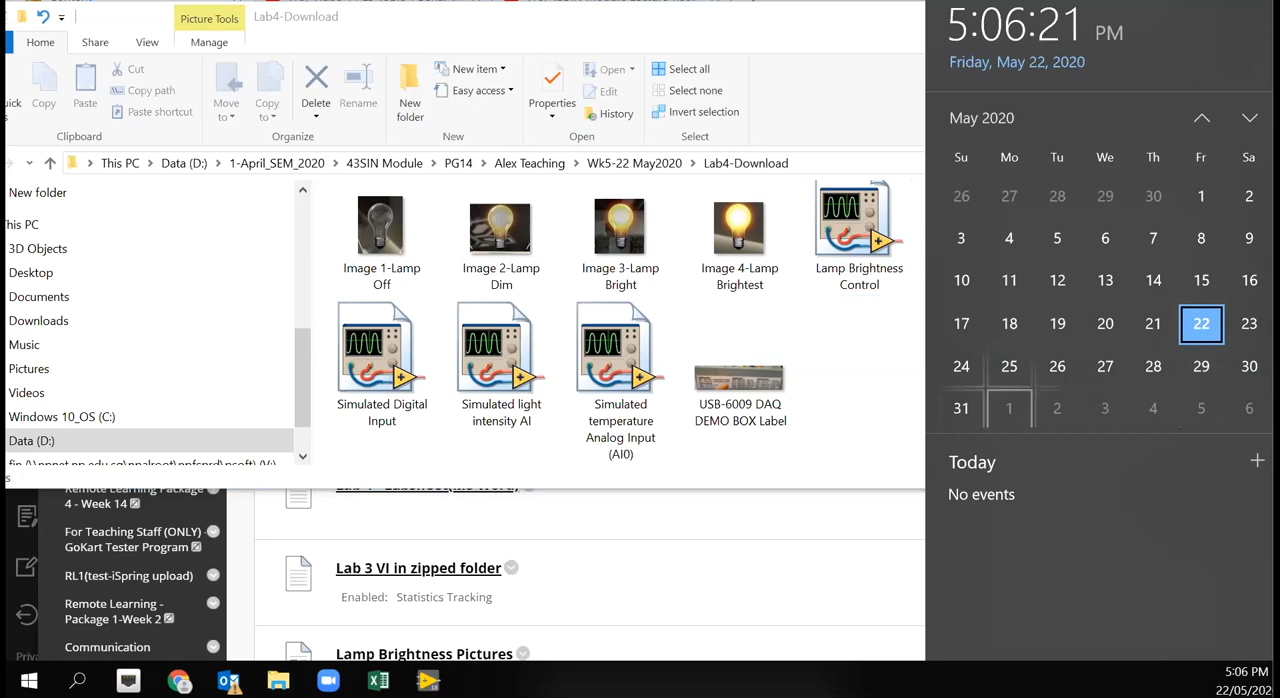 Lab4-Download
Picture Tools
Home
Share
View
Manage
Copy
Paste
Cut
Copy path
Paste shortcut
Clipboard
Move to
Copy to
Delete
Rename
Organize
New folder
New item
Easy access
New
Properties
Open
Edit
History
Open
Select all
Select none
Invert selection
Select
This PC > Data (D:) > 1-April_SEM_2020 > 43SIN Module > PG14 > Alex Teaching > Wk5-22 May2020 > Lab4-Download
New folder
3D Objects
Desktop
Documents
Downloads
Music
Pictures
Videos
Windows 10_OS (C:)
Data (D:)
Image 1-Lamp
Off
Image 2-Lamp
Dim
Image 3-Lamp
Bright
Image 4-Lamp
Brightest
Lamp Brightness
Control
Simulated Digital
Input
Simulated light
intensity AI
Simulated
temperature
Analog Input
(AI0)
USB-6009 DAQ
DEMO BOX Label
Remote Learning Package
4 - Week 14
For Teaching Staff (ONLY) -
GoKart Tester Program
RL1(test-iSpring upload)
Remote Learning -
Package 1-Week 2
Communication
Lab 3 VI in zipped folder
Enabled: Statistics Tracking
Lamp Brightness Pictures
5:06:21 PM
Friday, May 22, 2020
May 2020
Su Mo Tu We Th Fr Sa
26 27 28 29 30 1 2
3 4 5 6 7 8 9
10 11 12 13 14 15 16
17 18 19 20 21 22 23
24 25 26 27 28 29 30
31 1 2 3 4 5 6
Today
No events
5:06 PM
22/05/202